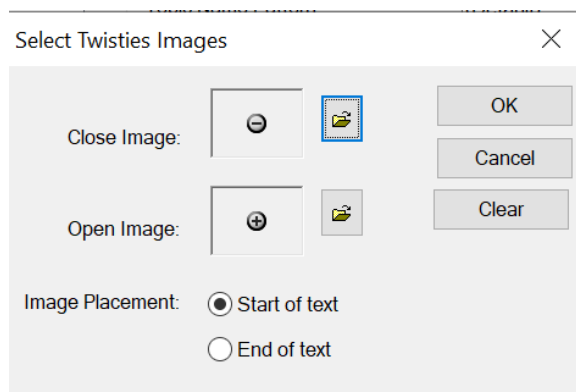 Select Twisties Images
Close Image:
OK
Cancel
Open Image:
Clear
Image Placement:
Start of text
End of text